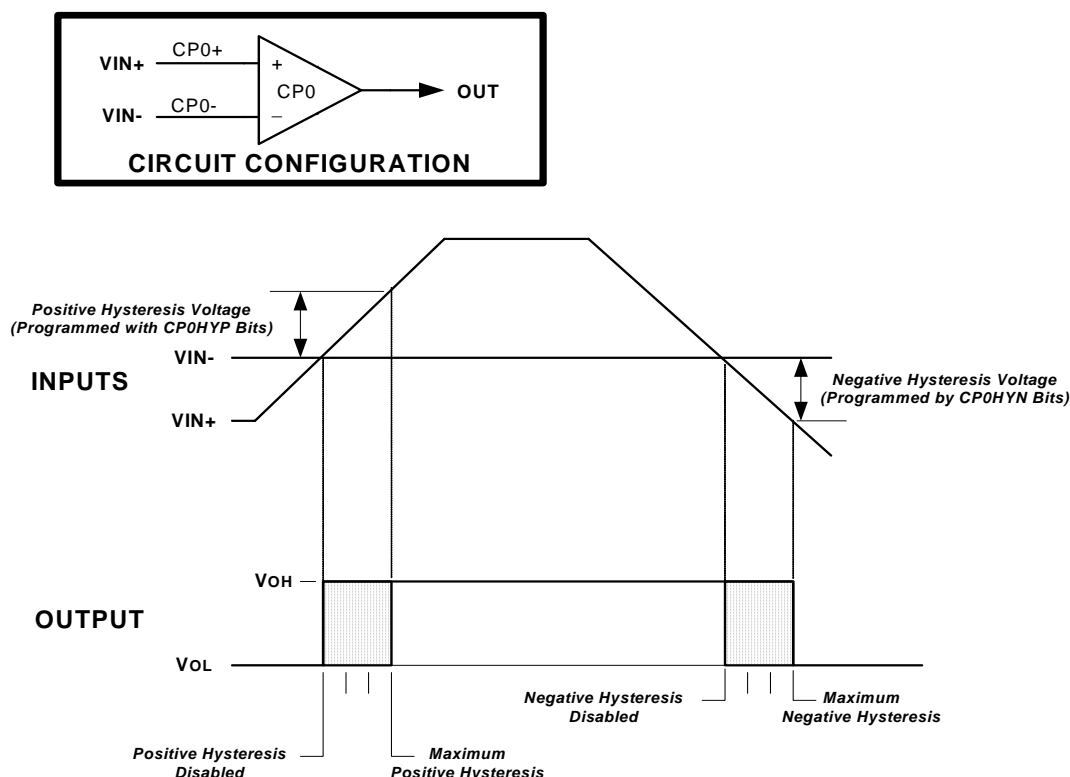 VIN+
CP0+
+
CP0
OUT
VIN-
CP0-
−
CIRCUIT CONFIGURATION
Positive Hysteresis Voltage
(Programmed with CP0HYP Bits)
VIN-
INPUTS
Negative Hysteresis Voltage
(Programmed by CP0HYN Bits)
VIN+
VOH
OUTPUT
VOL
Negative Hysteresis
Disabled
Maximum
Negative Hysteresis
Positive Hysteresis
Disabled
Maximum
Positive Hysteresis